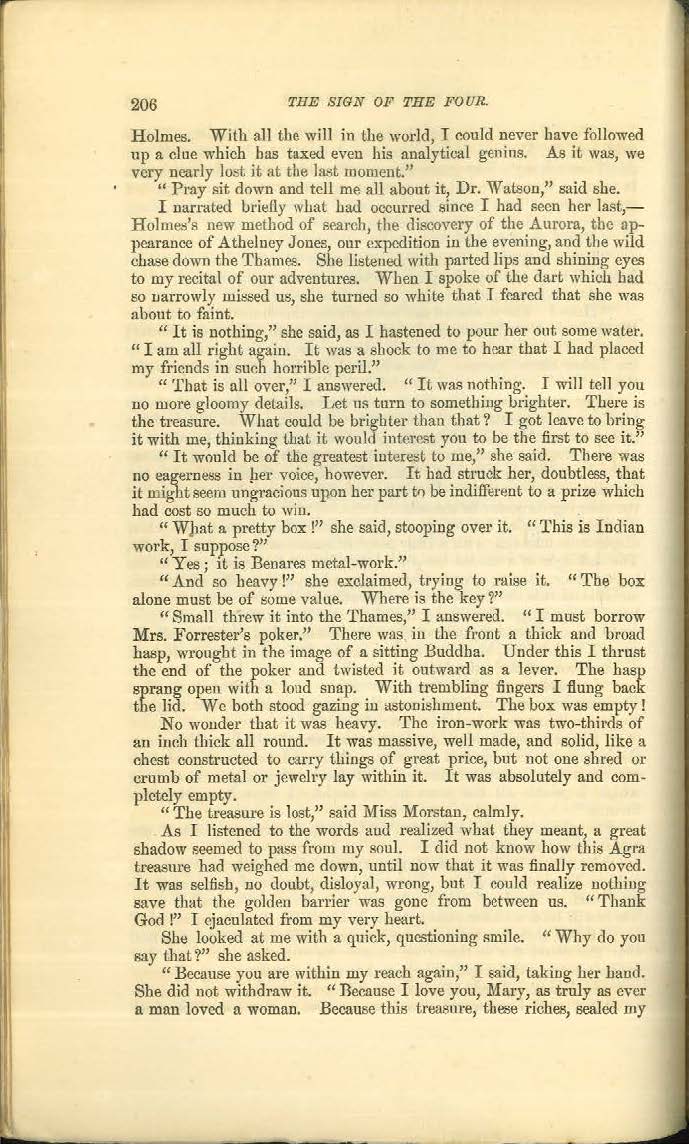 206 THE SIGN OF THE FOUR.
Holmes. With all the will in the world, I could never have followed
up a clue which has taxed even his analytical genius. As it was, we
very nearly lost it at the last moment.”
“ Pray sit down and tell me all about it, Dr. Watson,” said she.
I narrated briefly what had occurred since I had seen her last,—
Holmes’s new method of search, the discovery of the Aurora, the ap-
pearance of Athelney Jones, our expedition in the evening, and the wild
chase down the Thames. She listened with parted lips and shining eyes
to my recital of our adventures. When I spoke of the dart which had
so narrowly missed us, she turned so white that I feared that she was
about to faint.
“ It is nothing,” she said, as I hastened to pour her out some water.
“ I am all right again. It was a shock to me to hear that I had placed
my friends in such horrible peril.”
“ That is all over,” I answered. “ It was nothing. I will tell you
no more gloomy details. Let us turn to something brighter. There is
the treasure. What could be brighter than that? I got leave to bring
it with me, thinking that it would interest you to be the first to see it.”
“ It would be of the greatest interest to me,” she said. There was
no eagerness in her voice, however. It had struck her, doubtless, that
it might seem ungracious upon her part to be indifferent to a prize which
had cost so much to win.
“ What a pretty box !” she said, stooping over it. “ This is Indian
work, I suppose ?”
“ Yes ; it is Benares metal-work.”
“ And so heavy !” she exclaimed, trying to raise it. “ The box
alone must be of some value. Where is the key ?”
“ Small threw it into the Thames,” I answered. “ I must borrow
Mrs. Forrester’s poker.” There was in the front a thick and broad
hasp, wrought in the image of a sitting Buddha. Under this I thrust
the end of the poker and twisted it outward as a lever. The hasp
sprang open with a loud snap. With trembling fingers I flung back
the lid. We both stood gazing in astonishment. The box was empty !
No wonder that it was heavy. The iron-work was two-thirds of
an inch thick all round. It was massive, well made, and solid, like a
chest constructed to carry things of great price, but not one shred or
crumb of metal or jewelry lay within it. It was absolutely and com-
pletely empty.
“ The treasure is lost,” said Miss Morstan, calmly.
As I listened to the words and realized what they meant, a great
shadow seemed to pass from my soul. I did not know how this Agra
treasure had weighed me down, until now that it was finally removed.
It was selfish, no doubt, disloyal, wrong, but I could realize nothing
save that the golden barrier was gone from between us. “ Thank
God !” I ejaculated from my very heart.
She looked at me with a quick, questioning smile. “ Why do you
say that ?” she asked.
“ Because you are within my reach again,” I said, taking her hand.
She did not withdraw it. “ Because I love you, Mary, as truly as ever
a man loved a woman. Because this treasure, these riches, sealed my